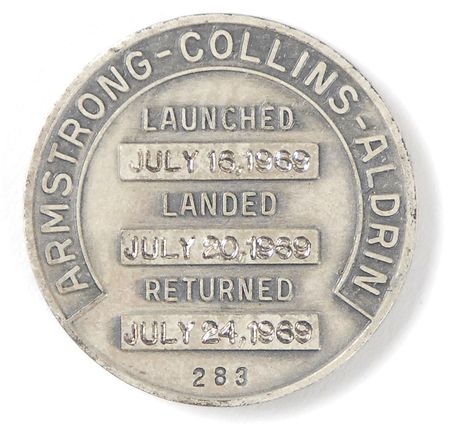 ARMSTRONG-COLLINS-ALDRIN
LAUNCHED
JULY 16,1969
LANDED
JULY 20,1969
RETURNED
JULY 24,1969
283